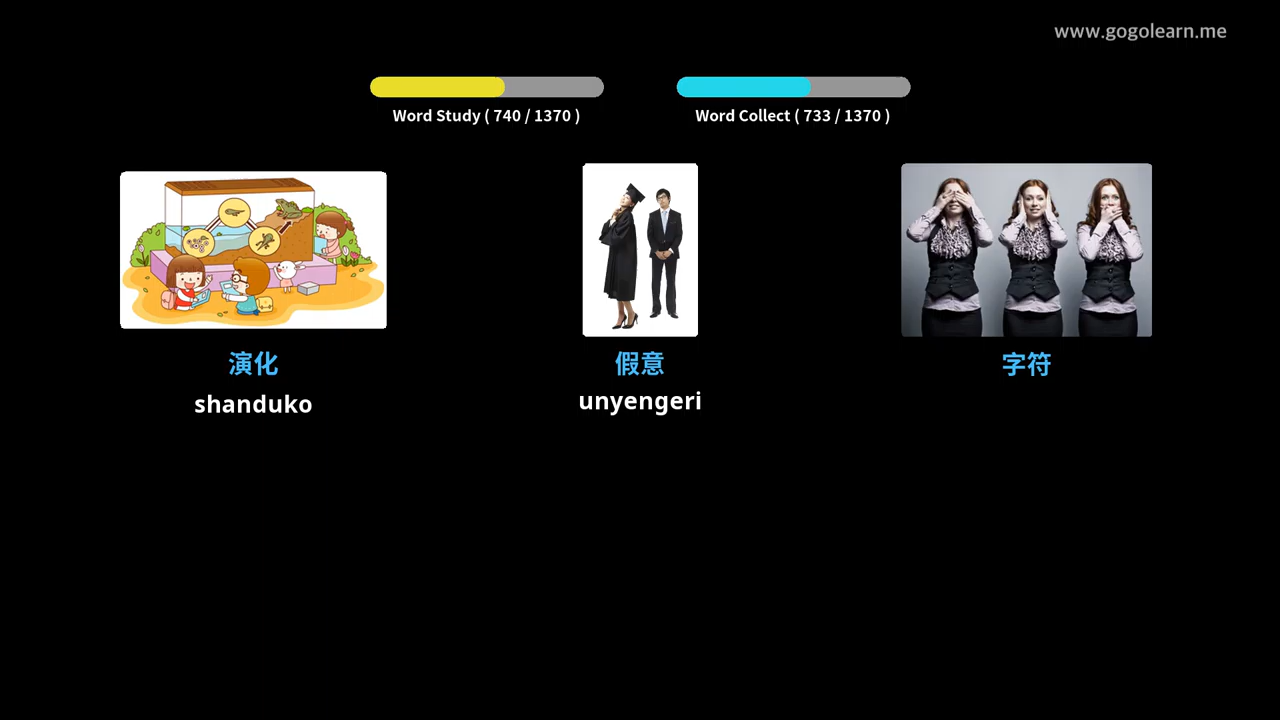 www.gogolearn.me
Word Study ( 740 / 1370 )
Word Collect ( 733 / 1370 )
演化
shanduko
假意
unyengeri
字符